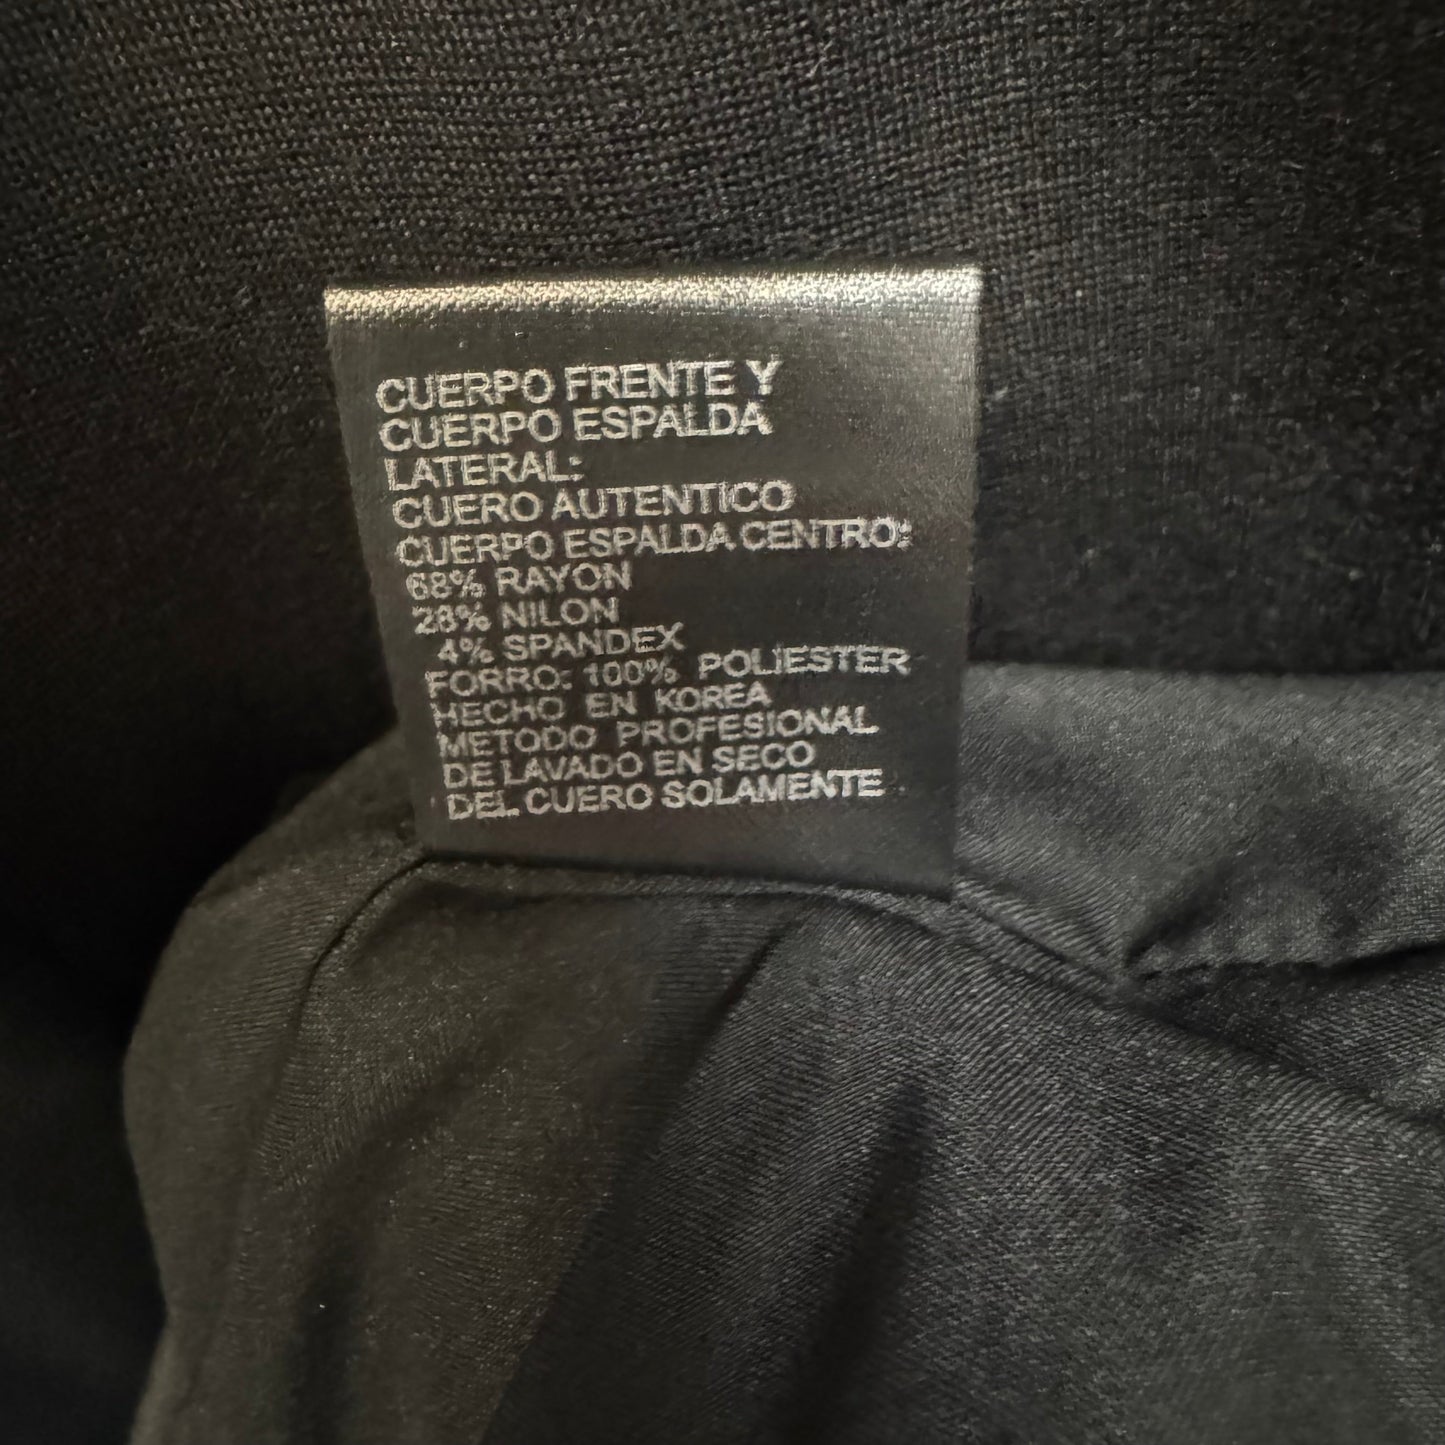 CUERPO FRENTE Y
CUERPO ESPALDA
LATERAL:
CUERO AUTENTICO
CUERPO ESPALDA CENTRO:
68% RAYON
28% NILON
4% SPANDEX
FORRO: 100% POLIESTER
HECHO EN KOREA
METODO PROFESIONAL
DE LAVADO EN SECO
DEL CUERO SOLAMENTE